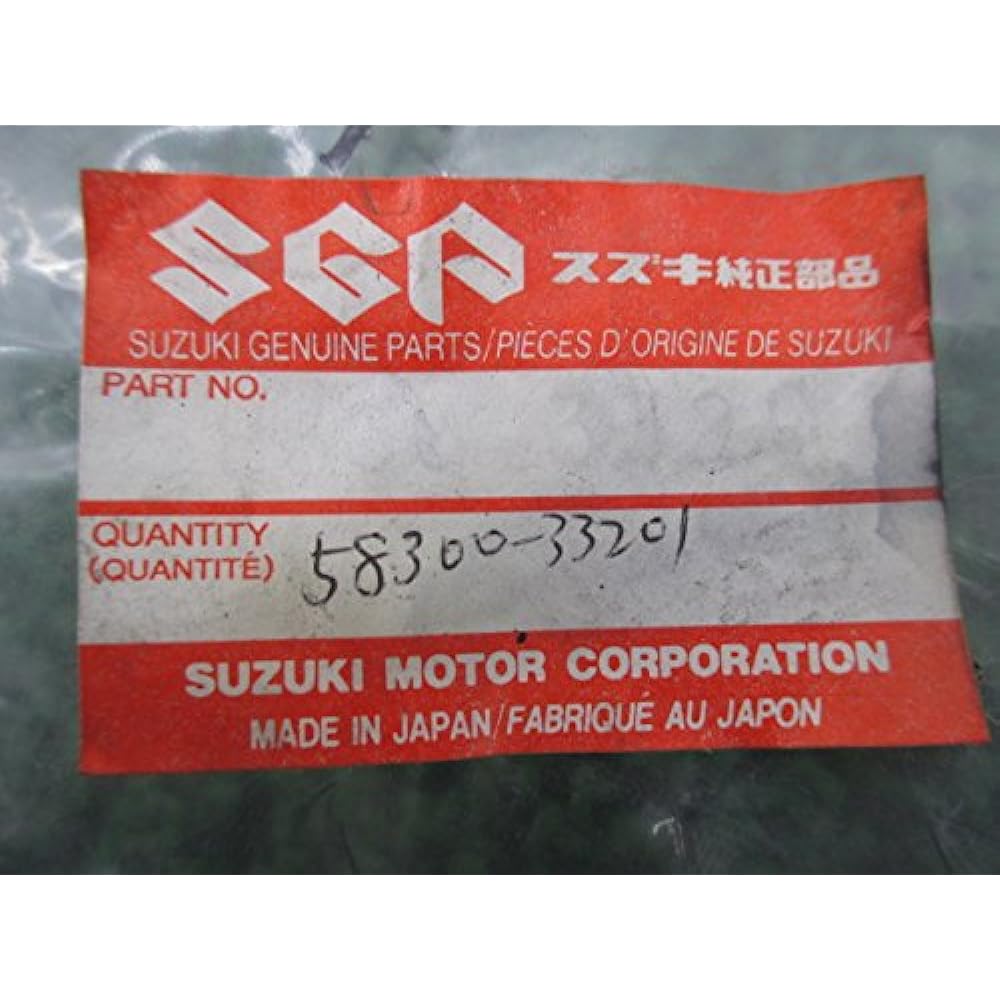 SGP スズキ純正部品
SUZUKI GENUINE PARTS/PIÈCES D'ORIGINE DE SUZUKI
PART NO.
QUANTITY
(QUANTITÉ)
58300-33201
SUZUKI MOTOR CORPORATION
MADE IN JAPAN/FABRIQUÉ AU JAPON